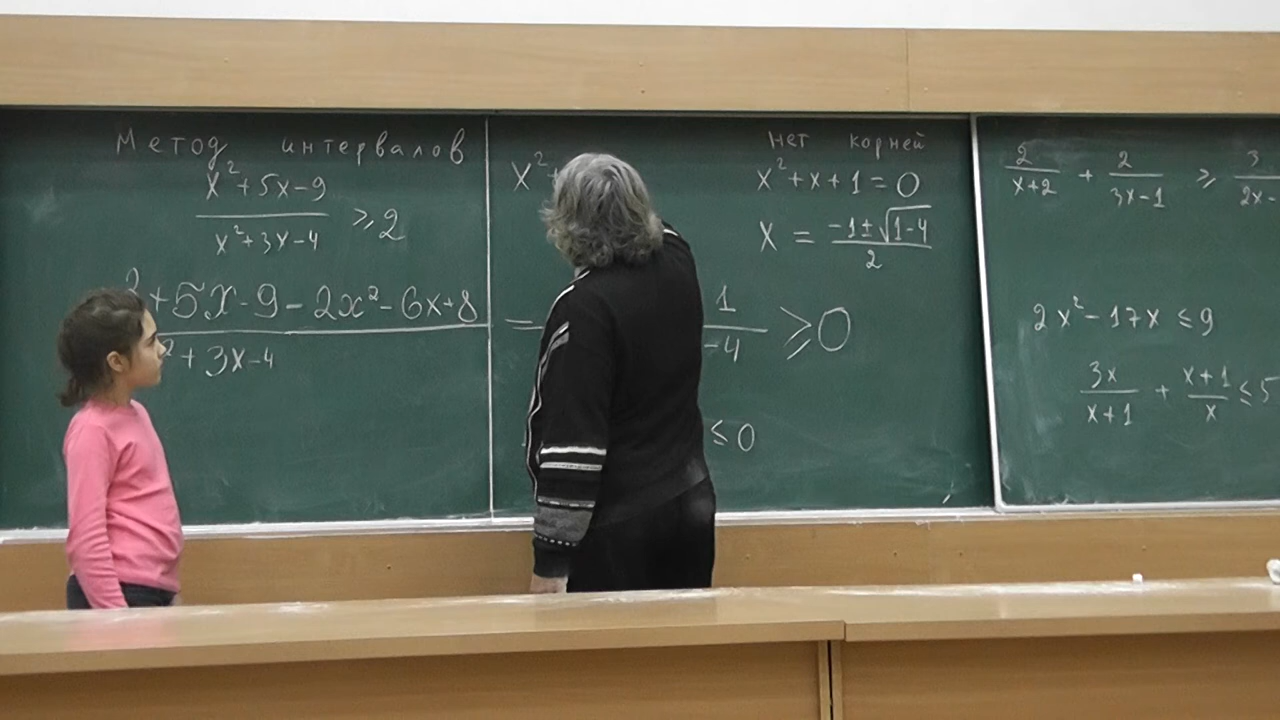 Метод интервалов
x²+5x-9
x²+3x-4
≥2
²+5x-9-2x²-6x+8
²+3x-4
=
x²+
1
-4
≥0
≤0
Нет корней
x²+x+1=0
x = -1±√1-4
2
2/x+2 + 2/3x-1 ≥ 3/2x-
2x²-17x ≤9
3x/x+1 + x+1/x ≤5